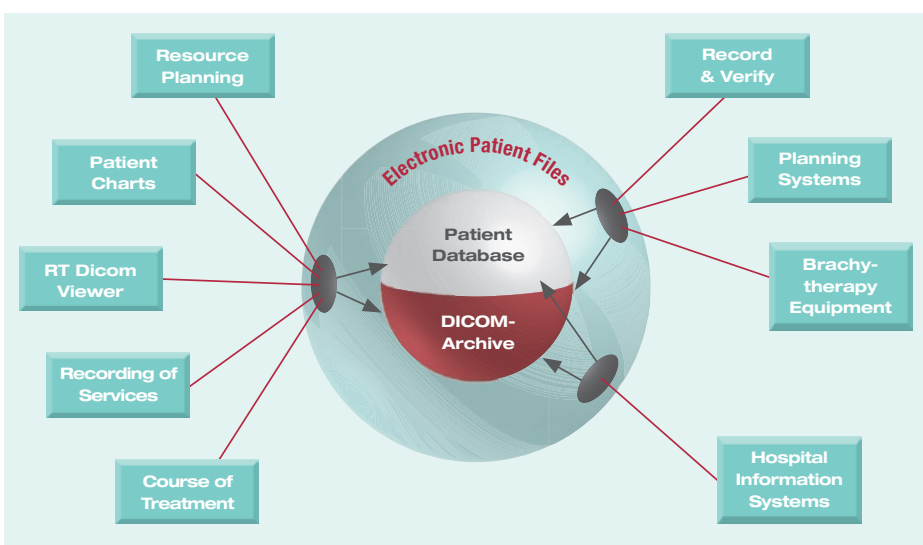 Resource
Planning
Record
& Verify
Electronic Patient Files
Patient
Charts
Planning
Systems
Patient
Database
RT Dicom
Viewer
Brachy-
therapy
Equipment
DICOM-
Archive
Recording of
Services
Course of
Treatment
Hospital
Information
Systems